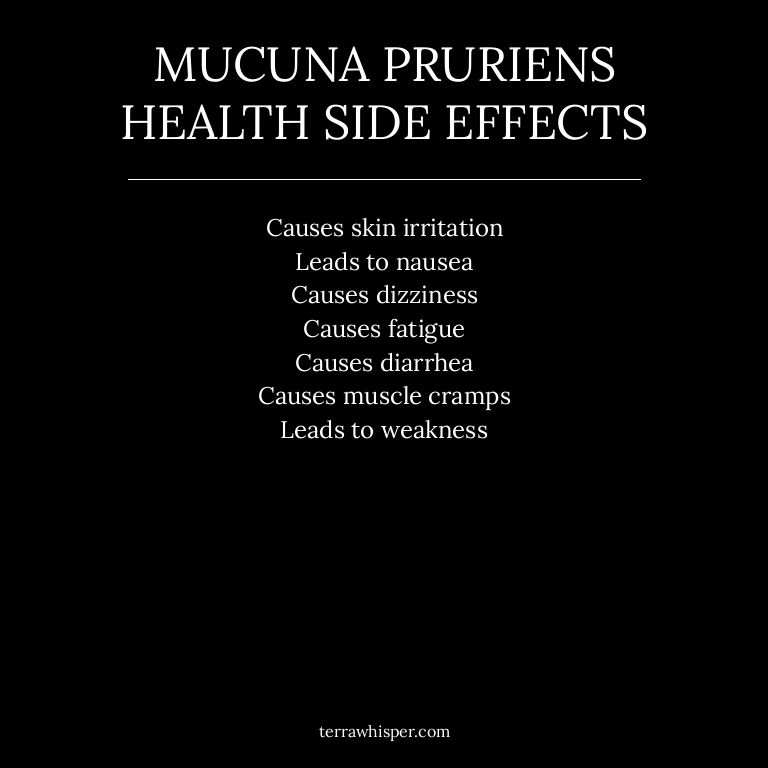 MUCUNA PRURIENS
HEALTH SIDE EFFECTS
Causes skin irritation
Leads to nausea
Causes dizziness
Causes fatigue
Causes diarrhea
Causes muscle cramps
Leads to weakness
terrawhisper.com